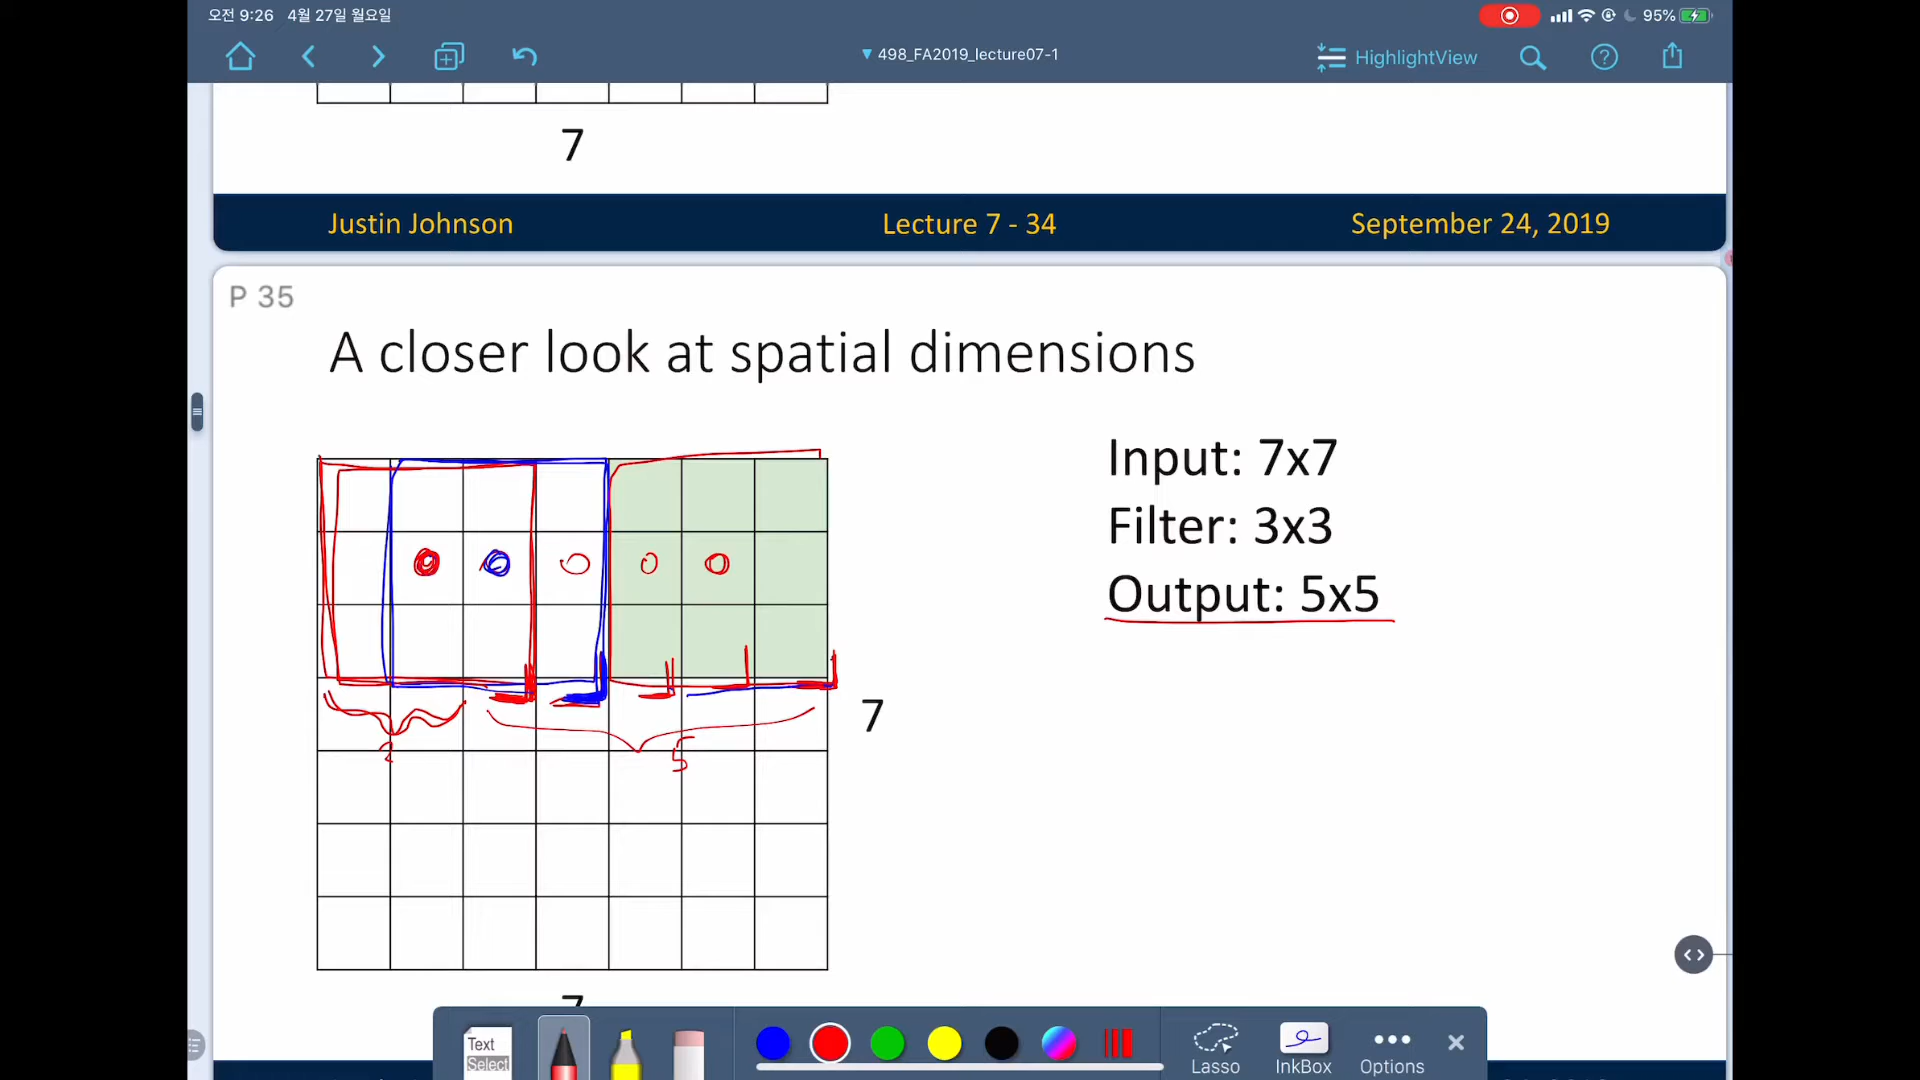 오전 9:26 4월 27일 월요일
95%
498_FA2019_lecture07-1
HighlightView
7
Justin Johnson
Lecture 7 - 34
September 24, 2019
P 35
A closer look at spatial dimensions
Input: 7x7
Filter: 3x3
Output: 5x5
7
5
7
Text
Select
Lasso
InkBox
Options